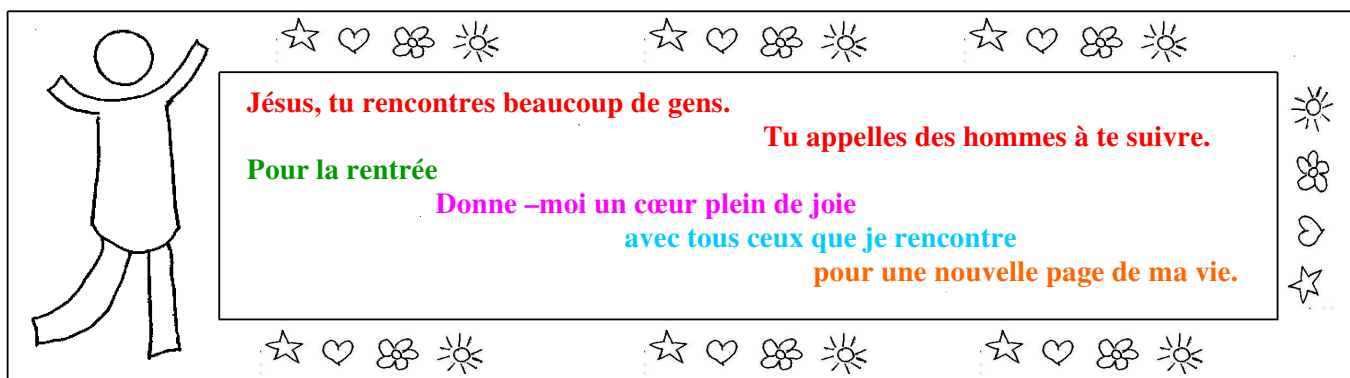 Jésus, tu rencontres beaucoup de gens.
Tu appelles des hommes à te suivre.
Pour la rentrée
Donne –moi un cœur plein de joie
avec tous ceux que je rencontre
pour une nouvelle page de ma vie.